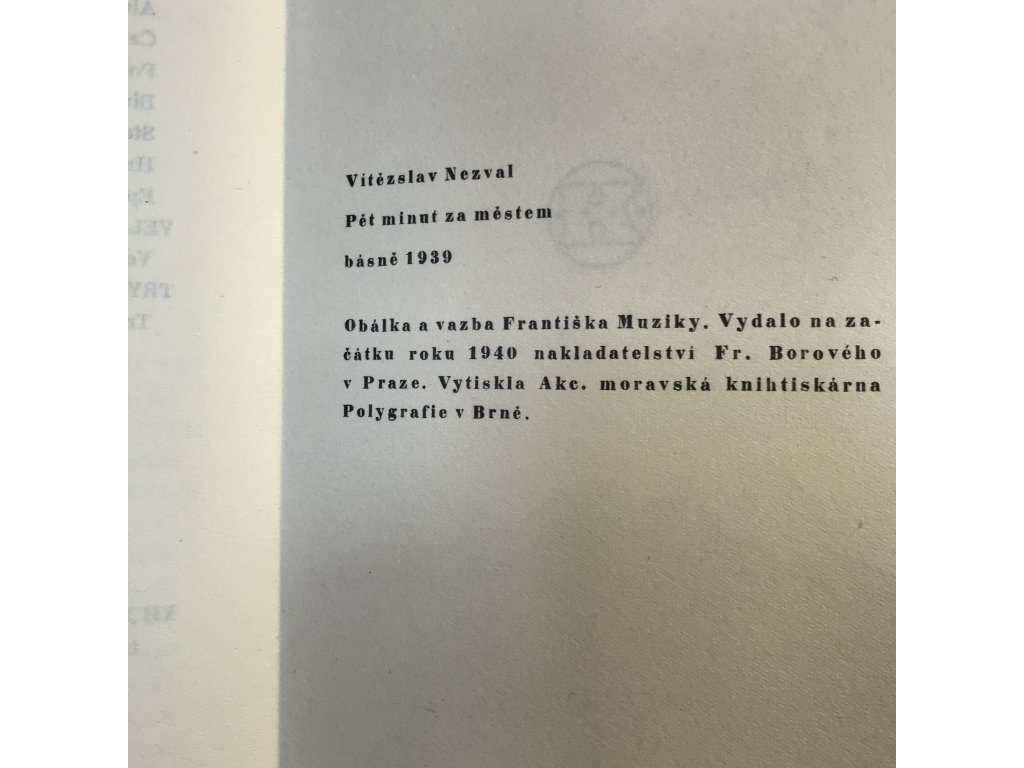 Vítězslav Nezval
Pět minut za městem
básně 1939
Obálka a vazba Františka Muziky. Vydalo na za-
čátku roku 1940 nakladatelství Fr. Borového
v Praze. Vytiskla Akc. moravská knihtiskárna
Polygrafie v Brně.